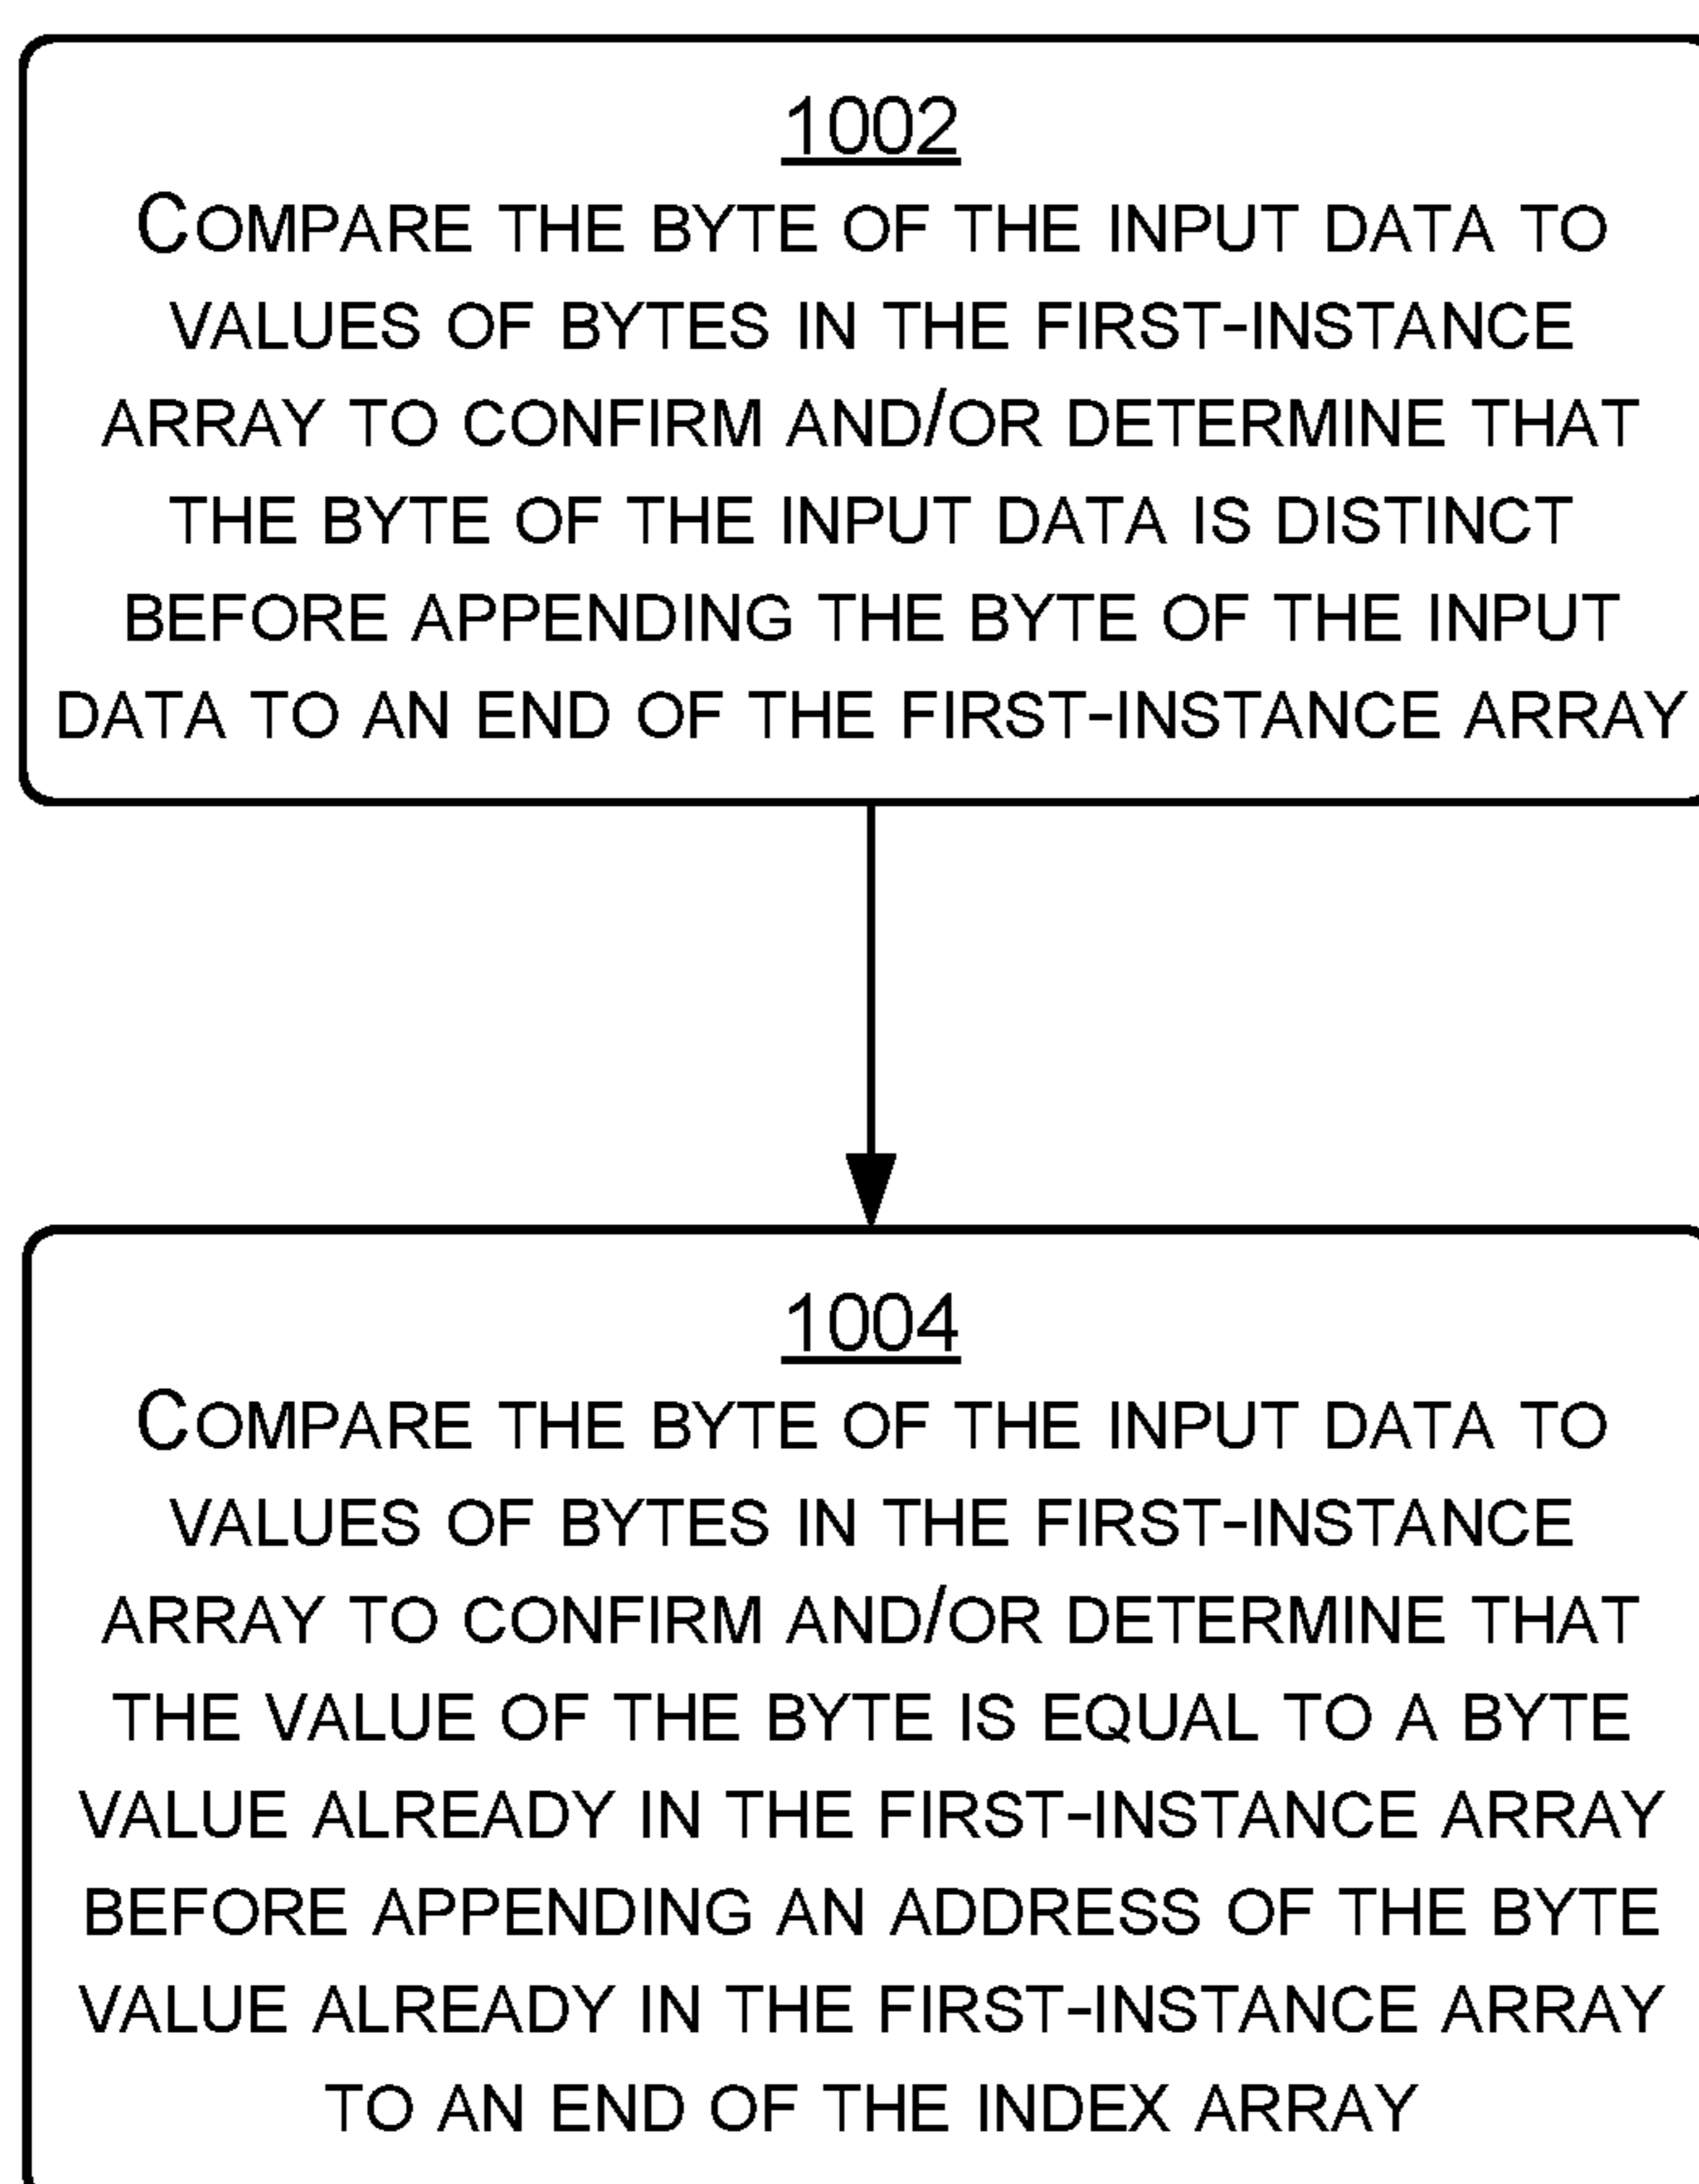 1002
COMPARE THE BYTE OF THE INPUT DATA TO
VALUES OF BYTES IN THE FIRST-INSTANCE
ARRAY TO CONFIRM AND/OR DETERMINE THAT
THE BYTE OF THE INPUT DATA IS DISTINCT
BEFORE APPENDING THE BYTE OF THE INPUT
DATA TO AN END OF THE FIRST-INSTANCE ARRAY
1004
COMPARE THE BYTE OF THE INPUT DATA TO
VALUES OF BYTES IN THE FIRST-INSTANCE
ARRAY TO CONFIRM AND/OR DETERMINE THAT
THE VALUE OF THE BYTE IS EQUAL TO A BYTE
VALUE ALREADY IN THE FIRST-INSTANCE ARRAY
BEFORE APPENDING AN ADDRESS OF THE BYTE
VALUE ALREADY IN THE FIRST-INSTANCE ARRAY
TO AN END OF THE INDEX ARRAY